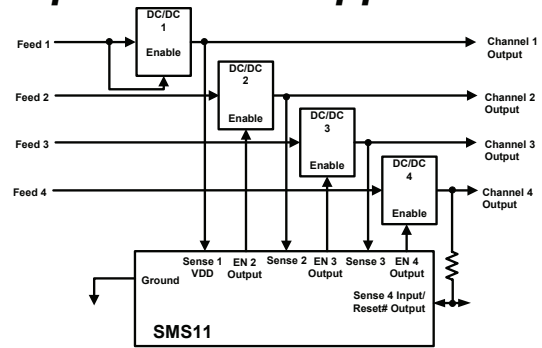 DC/DC
1
Enable
Feed 1
Channel 1
Output
DC/DC
2
Enable
Feed 2
Channel 2
Output
DC/DC
3
Enable
Feed 3
Channel 3
Output
DC/DC
4
Enable
Feed 4
Channel 4
Output
Sense 1
VDD
EN 2
Output
Sense 2
EN 3
Output
Sense 3
EN 4
Output
Ground
Sense 4 Input/
Reset# Output
SMS11